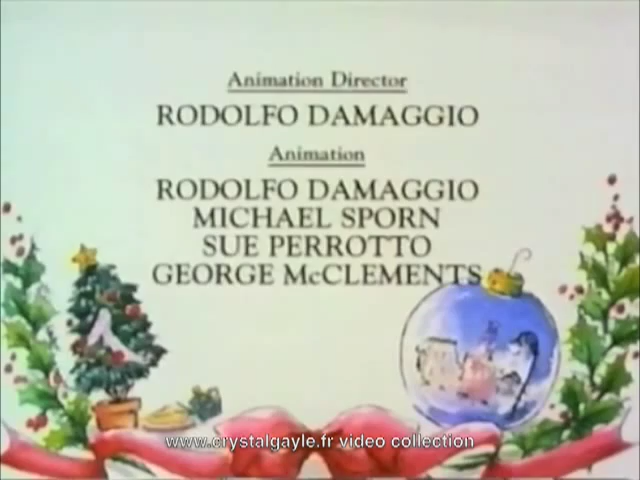 Animation Director
RODOLFO DAMAGGIO
Animation
RODOLFO DAMAGGIO
MICHAEL SPORN
SUE PERROTTO
GEORGE McCLEMENTS
www.crystalgayle.fr video collection